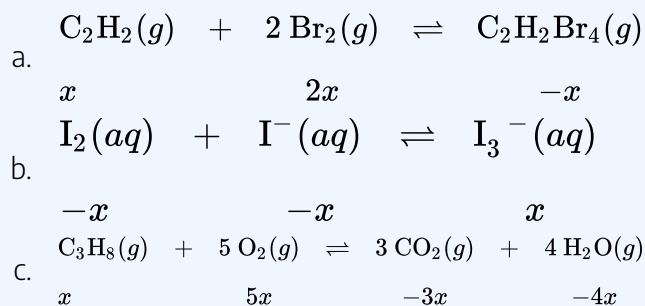 C₂H₂(g) + 2 Br₂(g) ⇌ C₂H₂Br₄(g)
a.
x 2x −x
I₂(aq) + I⁻(aq) ⇌ I₃⁻(aq)
b.
−x −x x
C₃H₈(g) + 5 O₂(g) ⇌ 3 CO₂(g) + 4 H₂O(g)
c.
x 5x −3x −4x